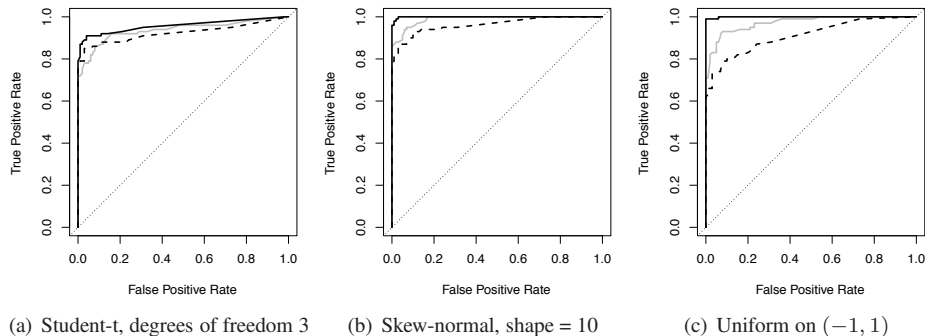 True Positive Rate
0.0 0.2 0.4 0.6 0.8 1.0
0.0 0.2 0.4 0.6 0.8 1.0
False Positive Rate
(a) Student-t, degrees of freedom 3
True Positive Rate
0.0 0.2 0.4 0.6 0.8 1.0
0.0 0.2 0.4 0.6 0.8 1.0
False Positive Rate
(b) Skew-normal, shape = 10
True Positive Rate
0.0 0.2 0.4 0.6 0.8 1.0
0.0 0.2 0.4 0.6 0.8 1.0
False Positive Rate
(c) Uniform on (−1, 1)